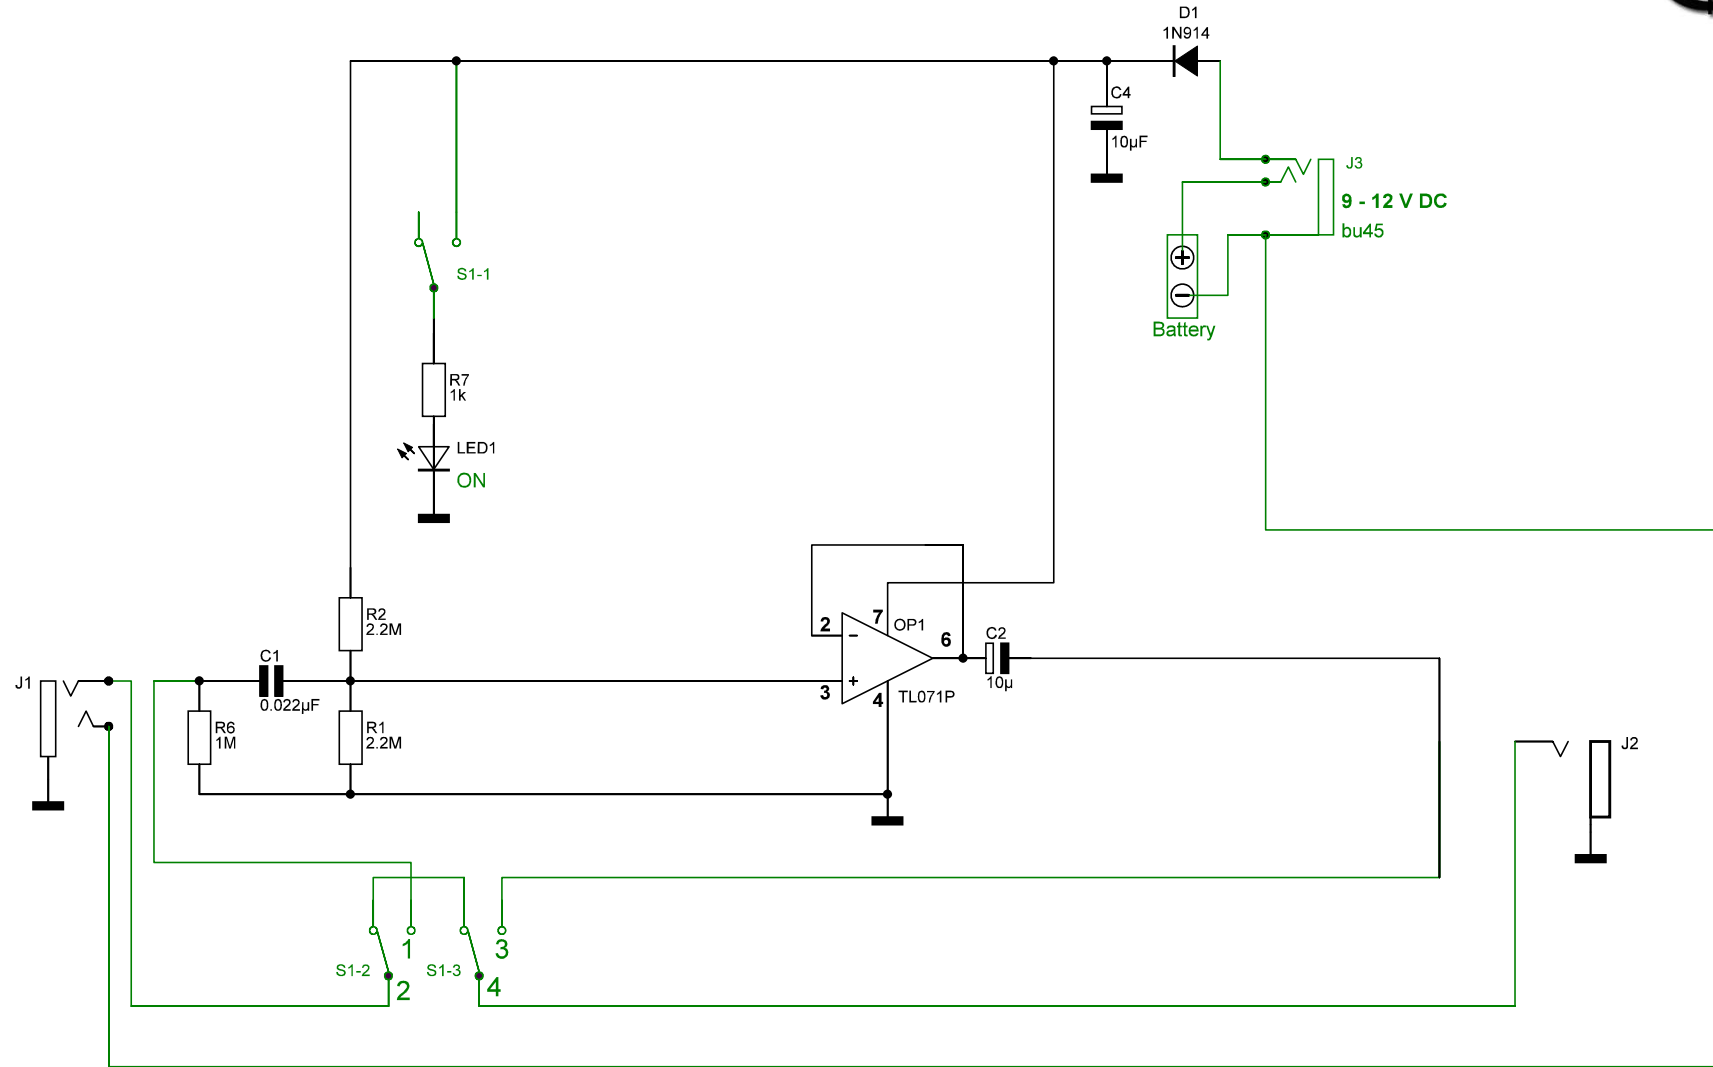 D1
1N914
C4
10µF
J3
9 - 12 V DC
bu45
S1-1
Battery
R7
1k
LED1
ON
R2
2.2M
2
7
OP1
6
C2
10µ
3
4
TL071P
J1
C1
0.022µF
R6
1M
R1
2.2M
J2
1
3
S1-2
S1-3
2
4